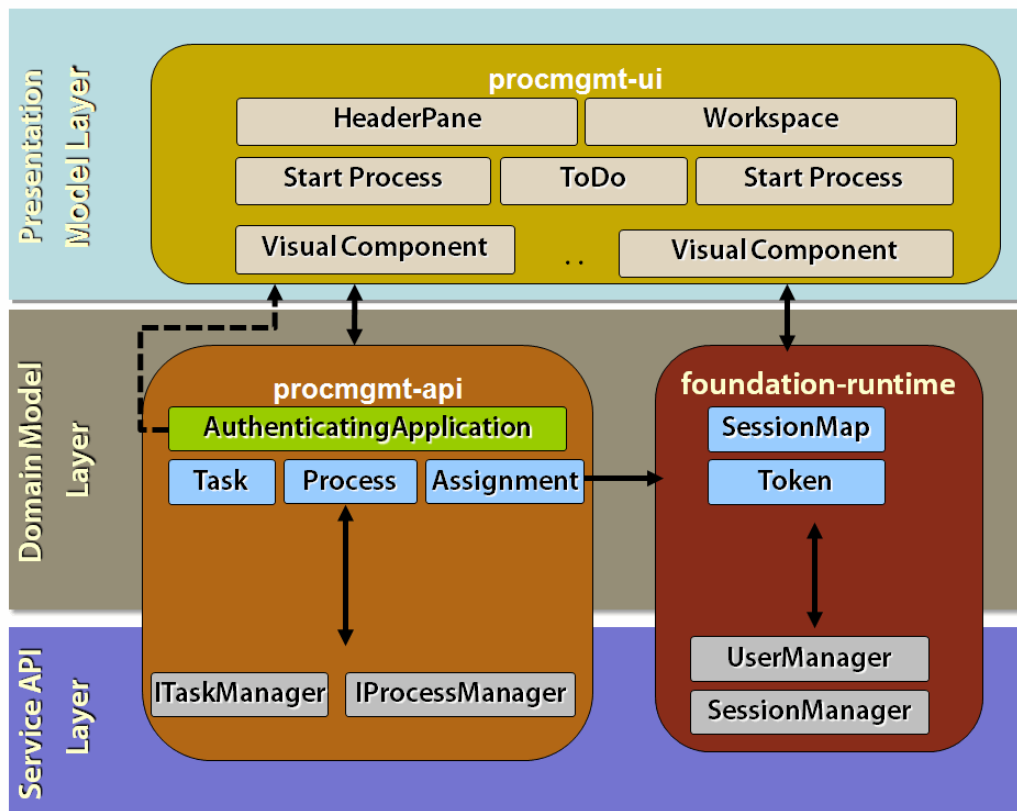 Presentation
Model Layer
procmgmt-ui
HeaderPane
Workspace
Start Process
ToDo
Start Process
Visual Component
. .
Visual Component
Domain Model
Layer
procmgmt-api
AuthenticatingApplication
Task
Process
Assignment
foundation-runtime
SessionMap
Token
Service API
Layer
ITaskManager
IProcessManager
UserManager
SessionManager